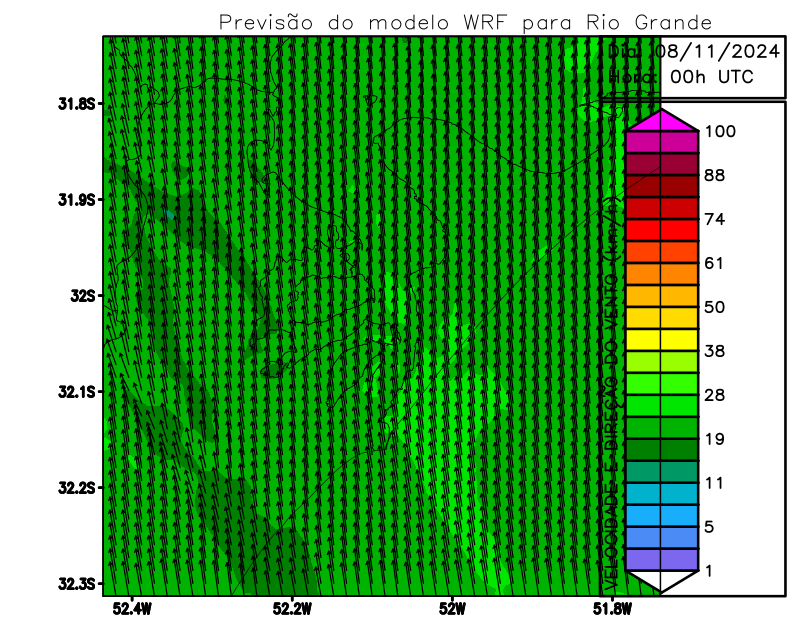 Previsão do modelo WRF para Rio Grande
Dia: 08/11/2024
Hora: 00h UTC
31.8S
31.9S
32S
32.1S
32.2S
32.3S
52.4W
52.2W
52W
51.8W
VELOCIDADE E DIREÇÃO DO VENTO (km/h)
100
88
74
61
50
38
28
19
11
5
1